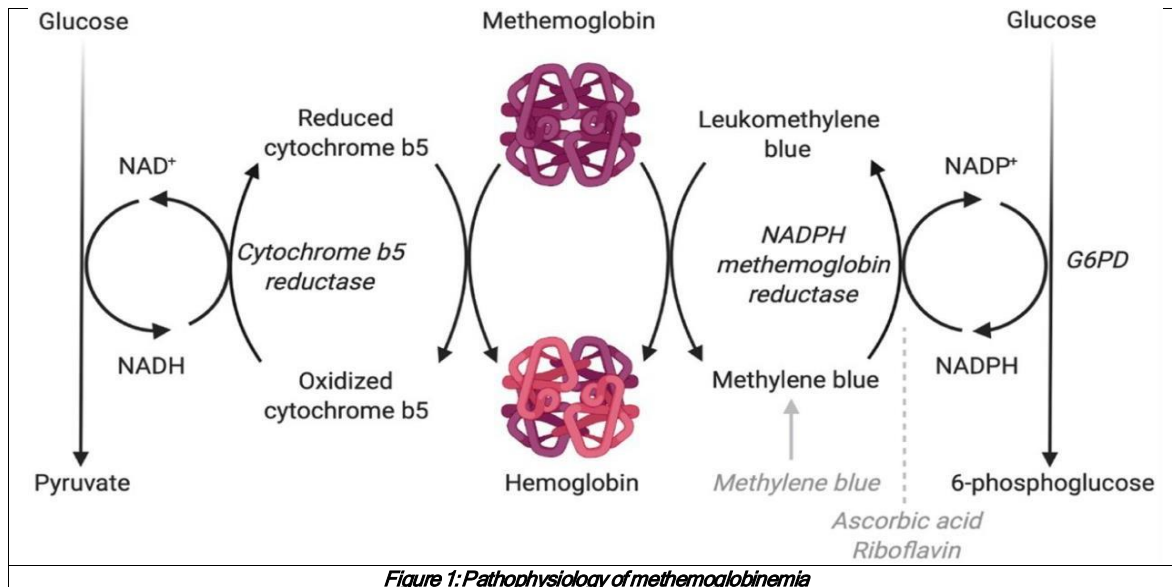 Glucose
Methemoglobin
Glucose
Reduced
cytochrome b5
Leukomethylene
blue
NAD⁺
NADP⁺
Cytochrome b5
reductase
NADPH
methemoglobin
reductase
G6PD
NADH
NADPH
Oxidized
cytochrome b5
Methylene blue
Pyruvate
Hemoglobin
Methylene blue
6-phosphoglucose
Ascorbic acid
Riboflavin
Figure 1: Pathophysiology of methemoglobinemia